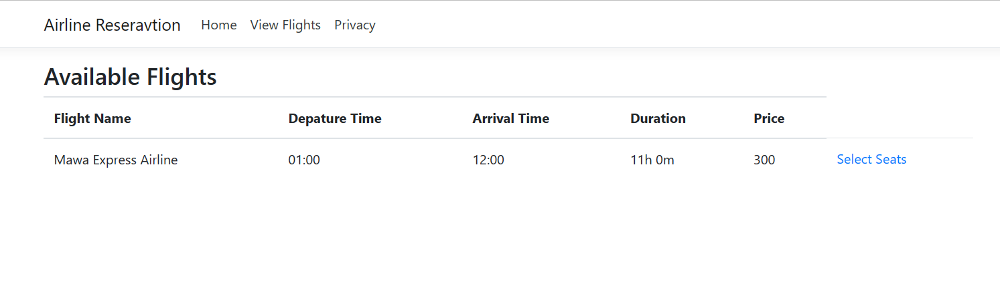 Airline Reseravtion Home View Flights Privacy
Available Flights
Flight Name Depature Time Arrival Time Duration Price
Mawa Express Airline 01:00 12:00 11h 0m 300 Select Seats